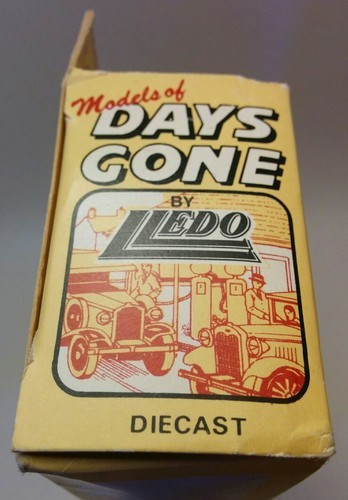 Models of
DAYS
GONE
BY
LLEDO
DIECAST